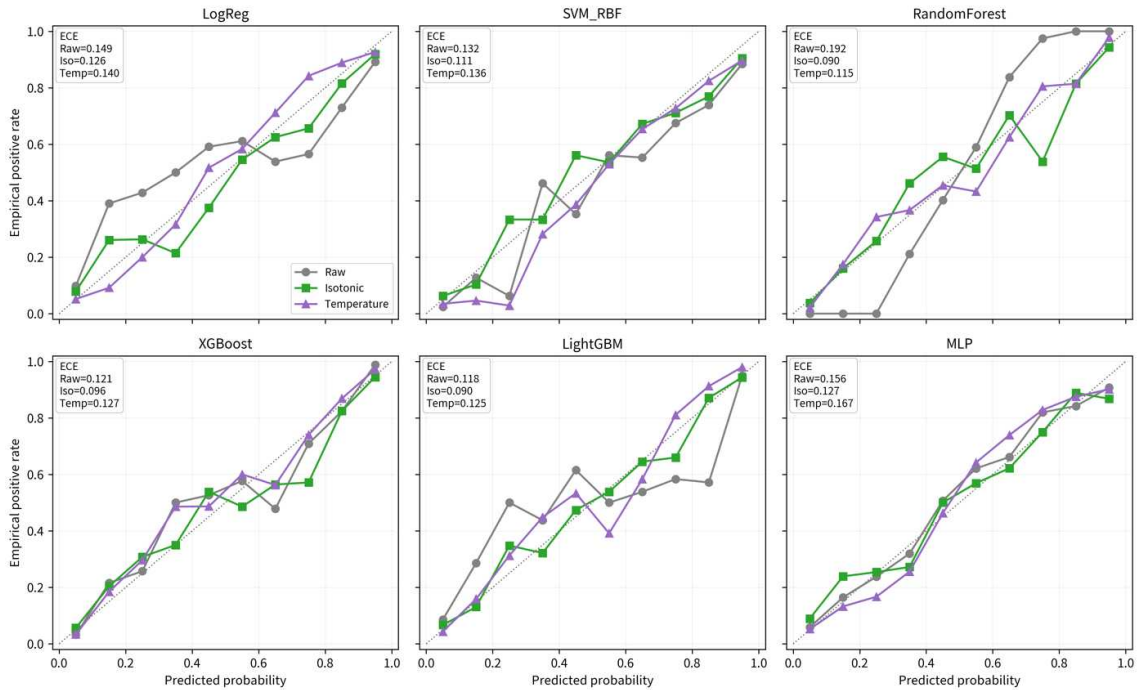 LogReg
SVM_RBF
RandomForest
ECE
Raw=0.149
Iso=0.126
Temp=0.140
ECE
Raw=0.132
Iso=0.111
Temp=0.136
ECE
Raw=0.192
Iso=0.090
Temp=0.115
1.0
0.8
0.6
0.4
0.2
0.0
Empirical positive rate
Raw
Isotonic
Temperature
XGBoost
LightGBM
MLP
ECE
Raw=0.121
Iso=0.096
Temp=0.127
ECE
Raw=0.118
Iso=0.090
Temp=0.125
ECE
Raw=0.156
Iso=0.127
Temp=0.167
1.0
0.8
0.6
0.4
0.2
0.0
Empirical positive rate
0.0 0.2 0.4 0.6 0.8 1.0
0.0 0.2 0.4 0.6 0.8 1.0
0.0 0.2 0.4 0.6 0.8 1.0
Predicted probability
Predicted probability
Predicted probability